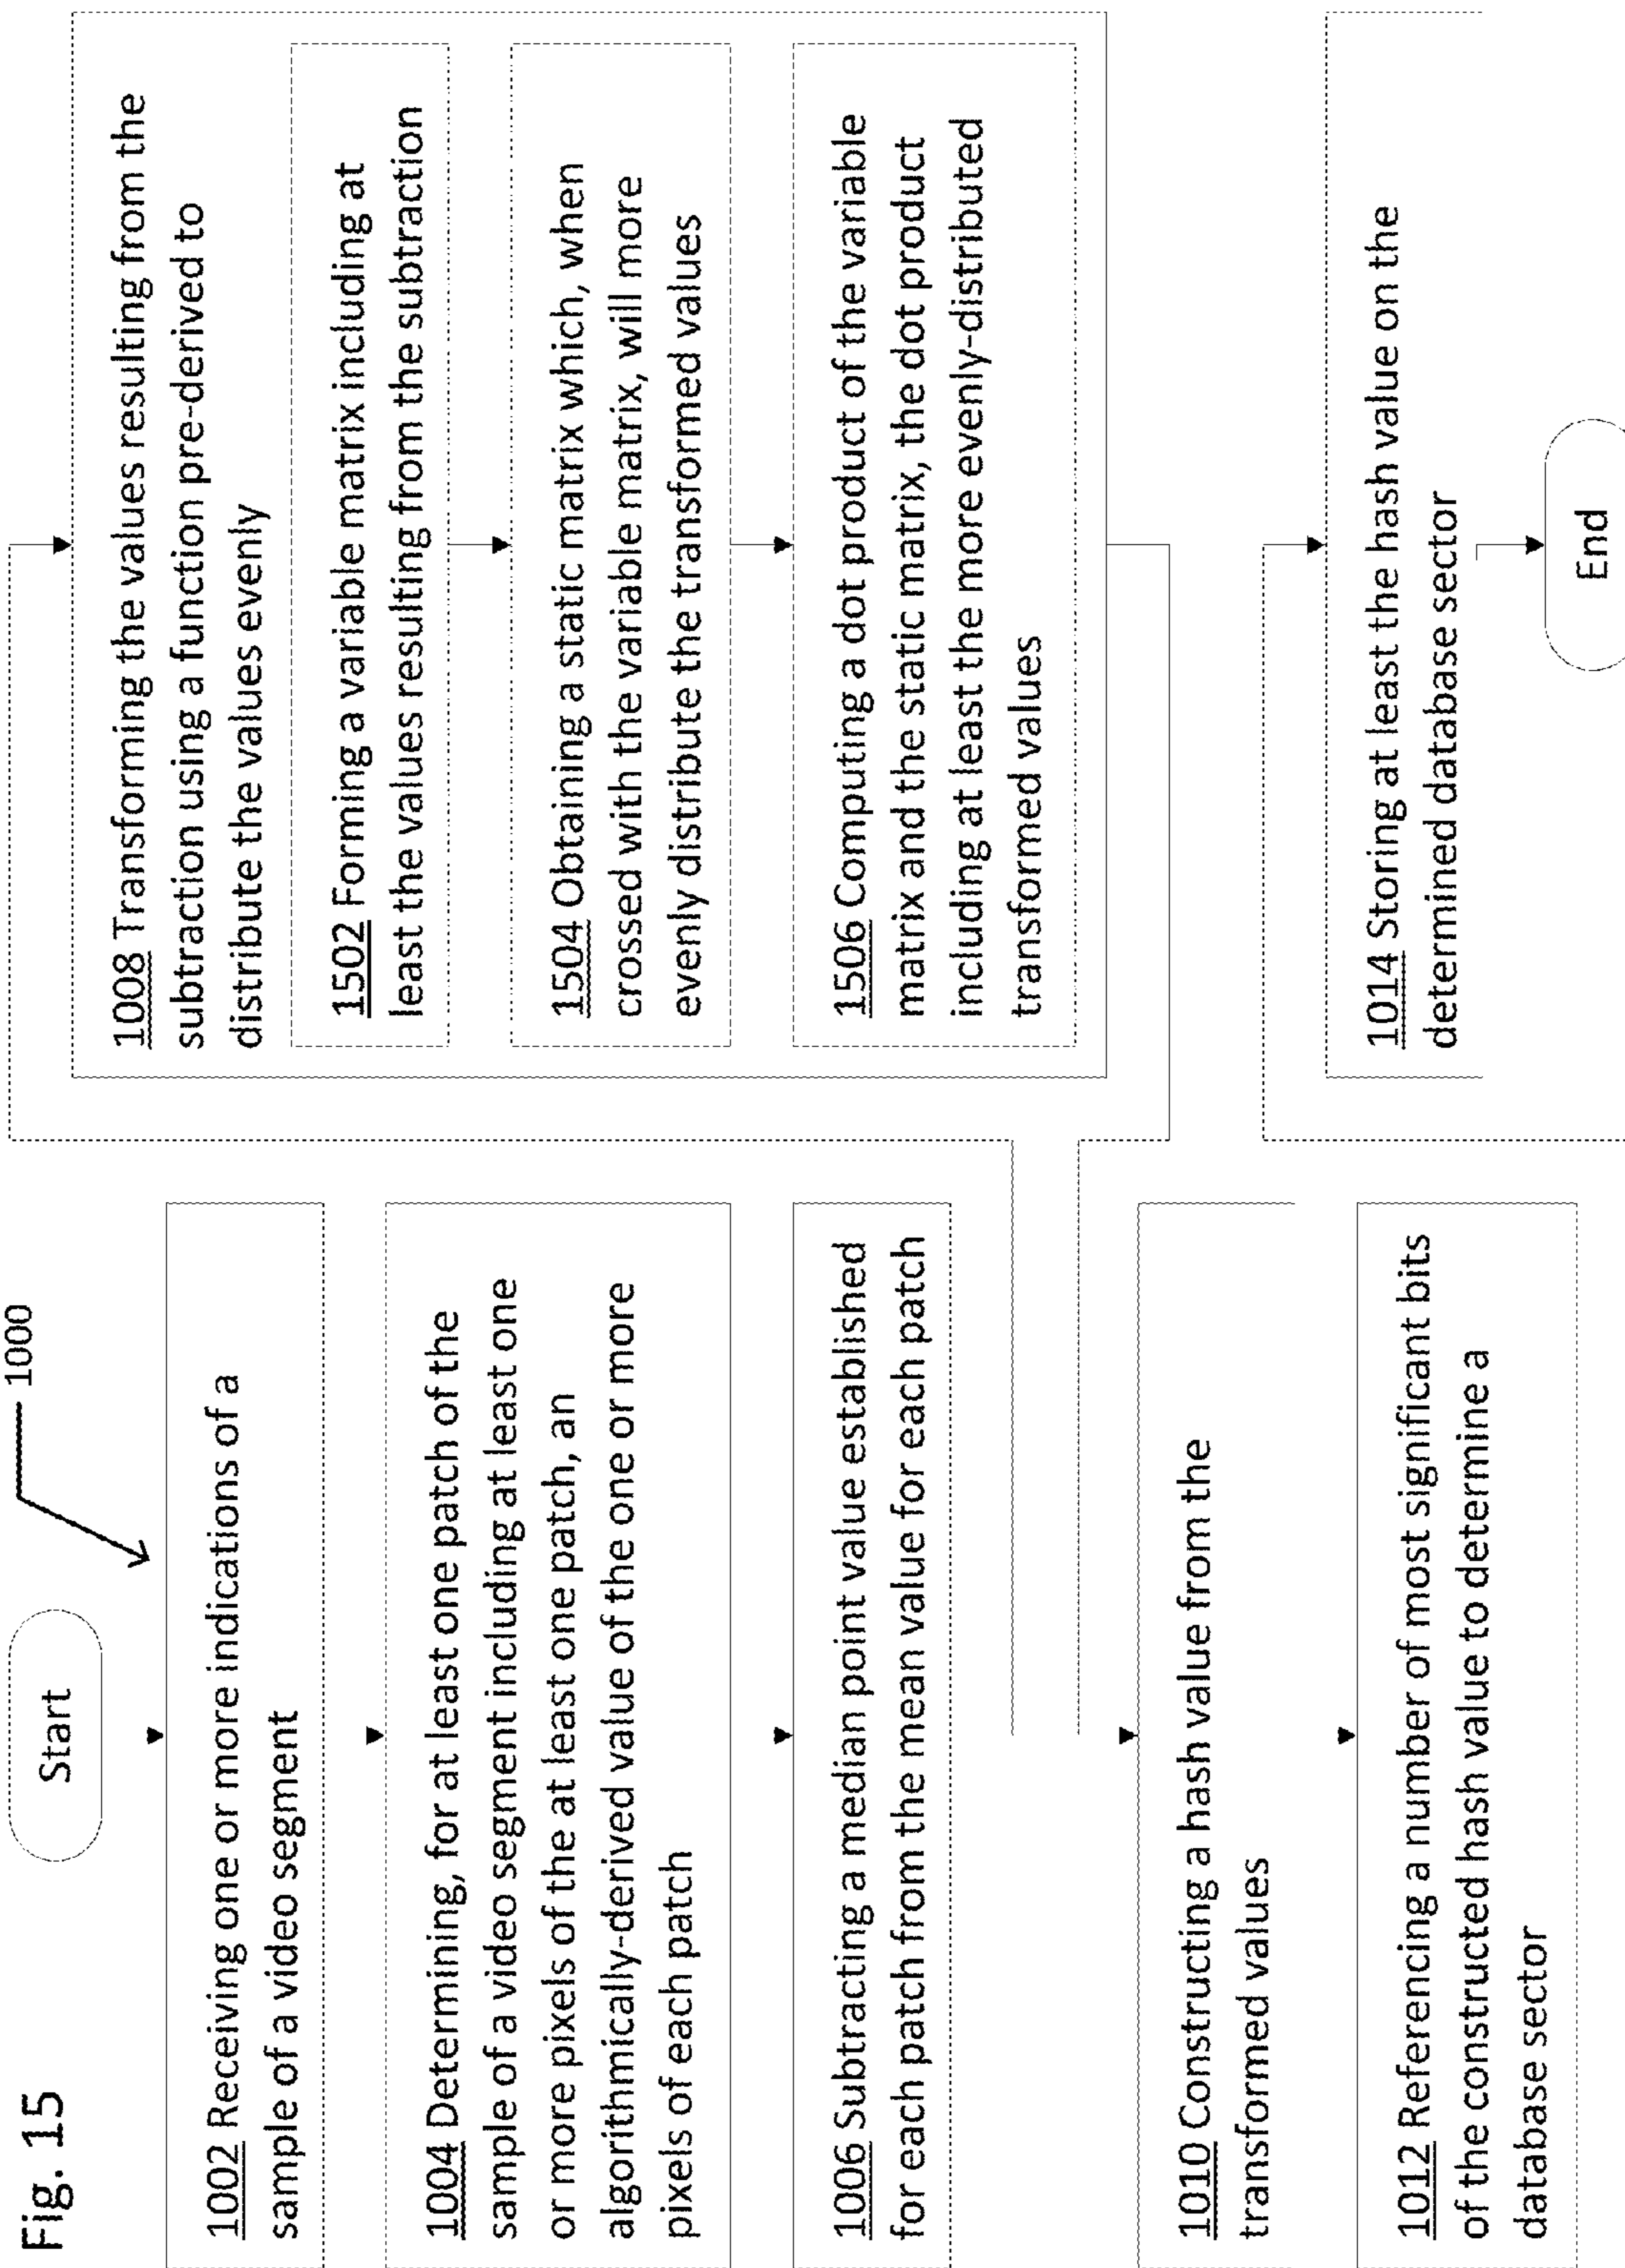 Fig. 15
1000
Start
1002 Receiving one or more indications of a
sample of a video segment
1004 Determining, for at least one patch of the
sample of a video segment including at least one
or more pixels of the at least one patch, an
algorithmically-derived value of the one or more
pixels of each patch
1006 Subtracting a median point value established
for each patch from the mean value for each patch
1008 Transforming the values resulting from the
subtraction using a function pre-derived to
distribute the values evenly
1502 Forming a variable matrix including at
least the values resulting from the subtraction
1504 Obtaining a static matrix which, when
crossed with the variable matrix, will more
evenly distribute the transformed values
1506 Computing a dot product of the variable
matrix and the static matrix, the dot product
including at least the more evenly-distributed
transformed values
1010 Constructing a hash value from the
transformed values
1012 Referencing a number of most significant bits
of the constructed hash value to determine a
database sector
1014 Storing at least the hash value on the
determined database sector
End